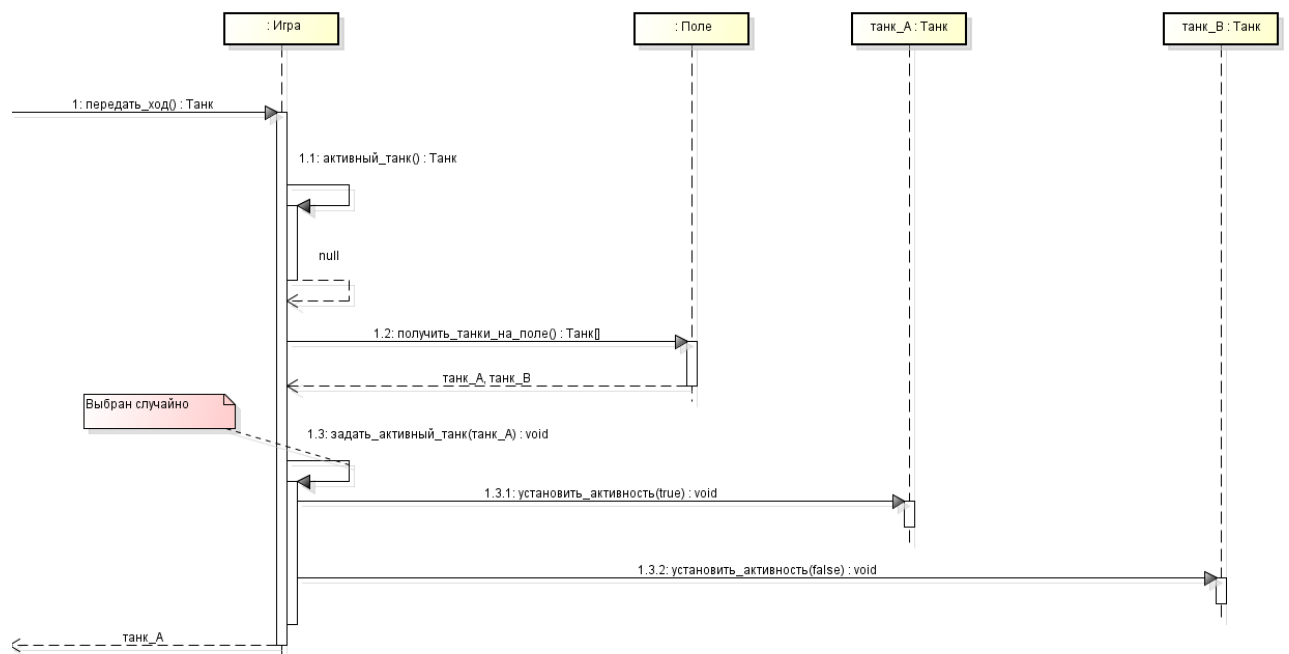 : Игра
: Поле
танк_А : Танк
танк_В : Танк
1: передать_ход() : Танк
1.1: активный_танк() : Танк
null
1.2: получить_танки_на_поле() : Танк[]
танк_А, танк_В
Выбран случайно
1.3: задать_активный_танк(танк_А) : void
1.3.1: установить_активность(true) : void
1.3.2: установить_активность(false) : void
танк_А